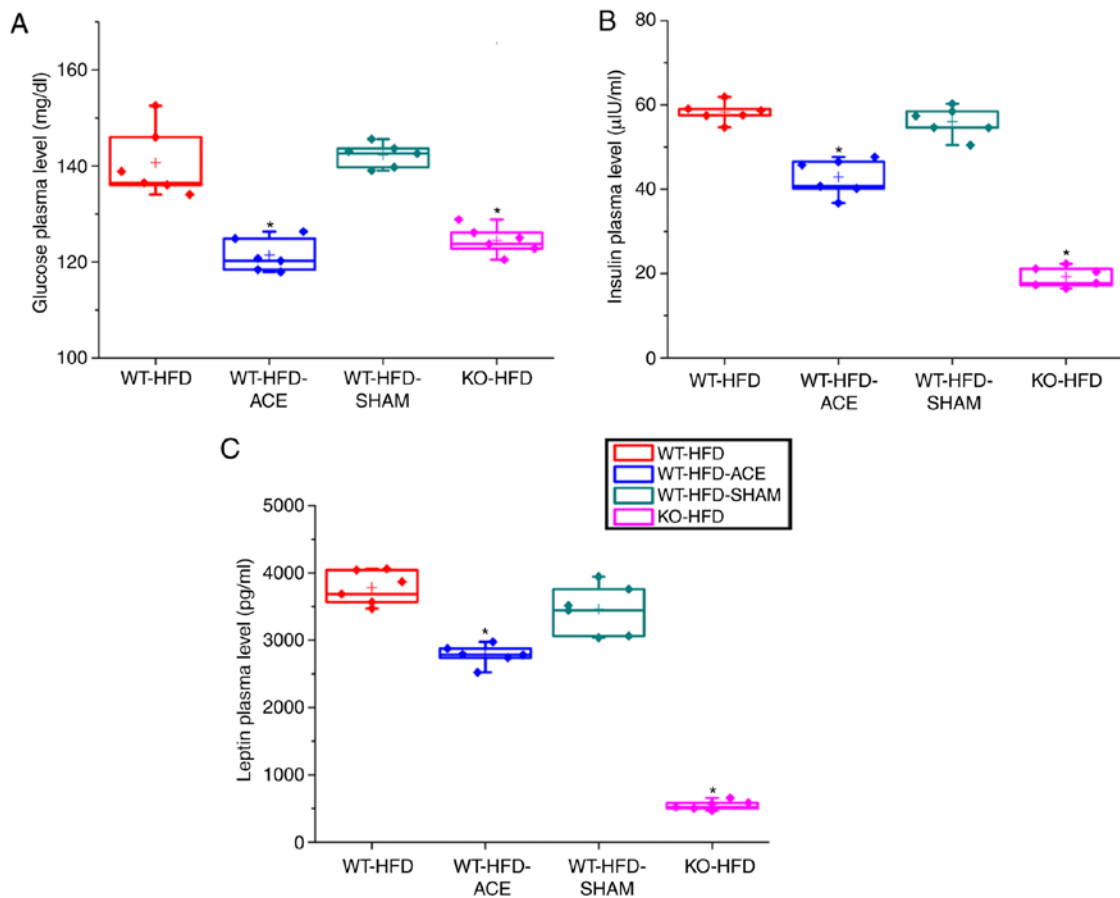 A
Glucose plasma level (mg/dl)
160
140
120
100
*
*
WT-HFD
WT-HFD-
ACE
WT-HFD-
SHAM
KO-HFD
B
Insulin plasma level (µIU/ml)
80
60
40
20
0
*
*
WT-HFD
WT-HFD-
ACE
WT-HFD-
SHAM
KO-HFD
C
WT-HFD
WT-HFD-ACE
WT-HFD-SHAM
KO-HFD
Leptin plasma level (pg/ml)
5000
4000
3000
2000
1000
0
*
*
WT-HFD
WT-HFD-
ACE
WT-HFD-
SHAM
KO-HFD